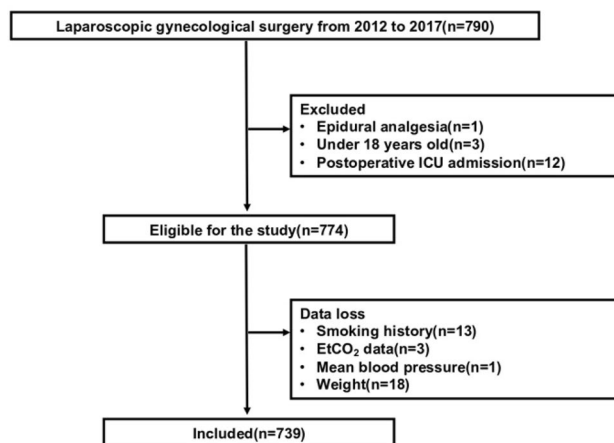 Laparoscopic gynecological surgery from 2012 to 2017(n=790)
Excluded
• Epidural analgesia(n=1)
• Under 18 years old(n=3)
• Postoperative ICU admission(n=12)
Eligible for the study(n=774)
Data loss
• Smoking history(n=13)
• EtCO₂ data(n=3)
• Mean blood pressure(n=1)
• Weight(n=18)
Included(n=739)